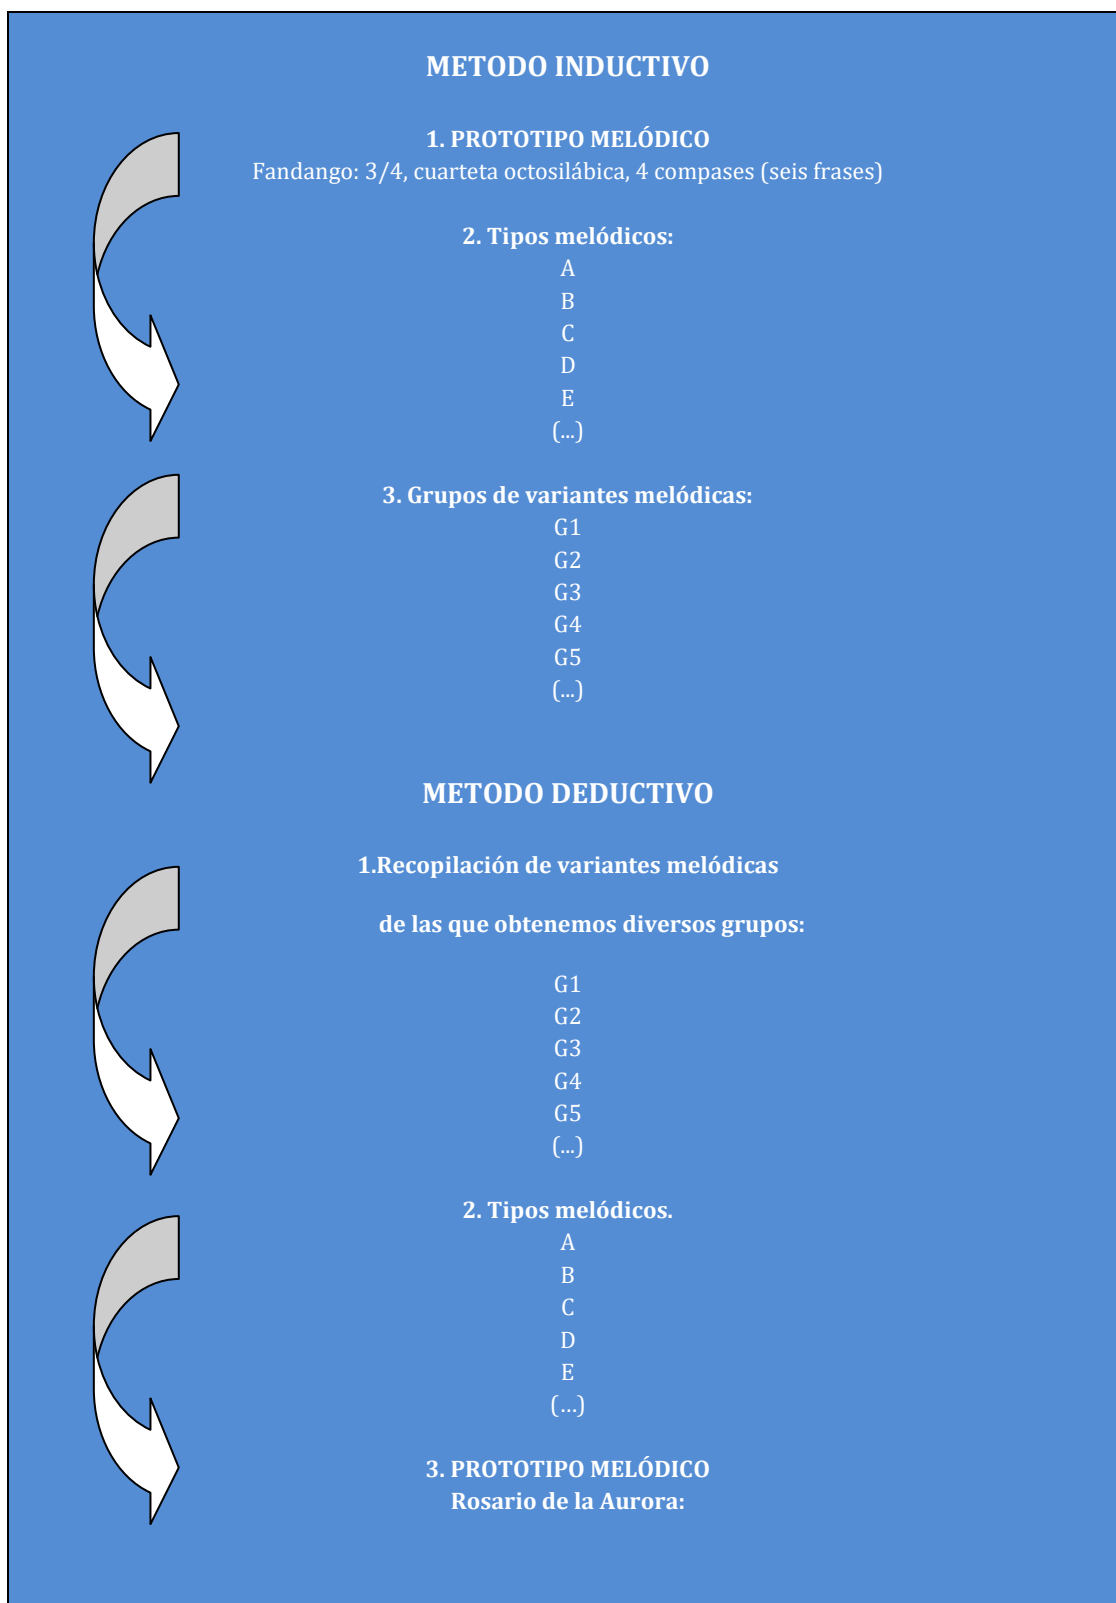 METODO INDUCTIVO
1. PROTOTIPO MELÓDICO
Fandango: 3/4, cuarteta octosilábica, 4 compases (seis frases)
2. Tipos melódicos:
A
B
C
D
E
(...)
3. Grupos de variantes melódicas:
G1
G2
G3
G4
G5
(...)
METODO DEDUCTIVO
1.Recopilación de variantes melódicas
de las que obtenemos diversos grupos:
G1
G2
G3
G4
G5
(...)
2. Tipos melódicos.
A
B
C
D
E
(...)
3. PROTOTIPO MELÓDICO
Rosario de la Aurora: